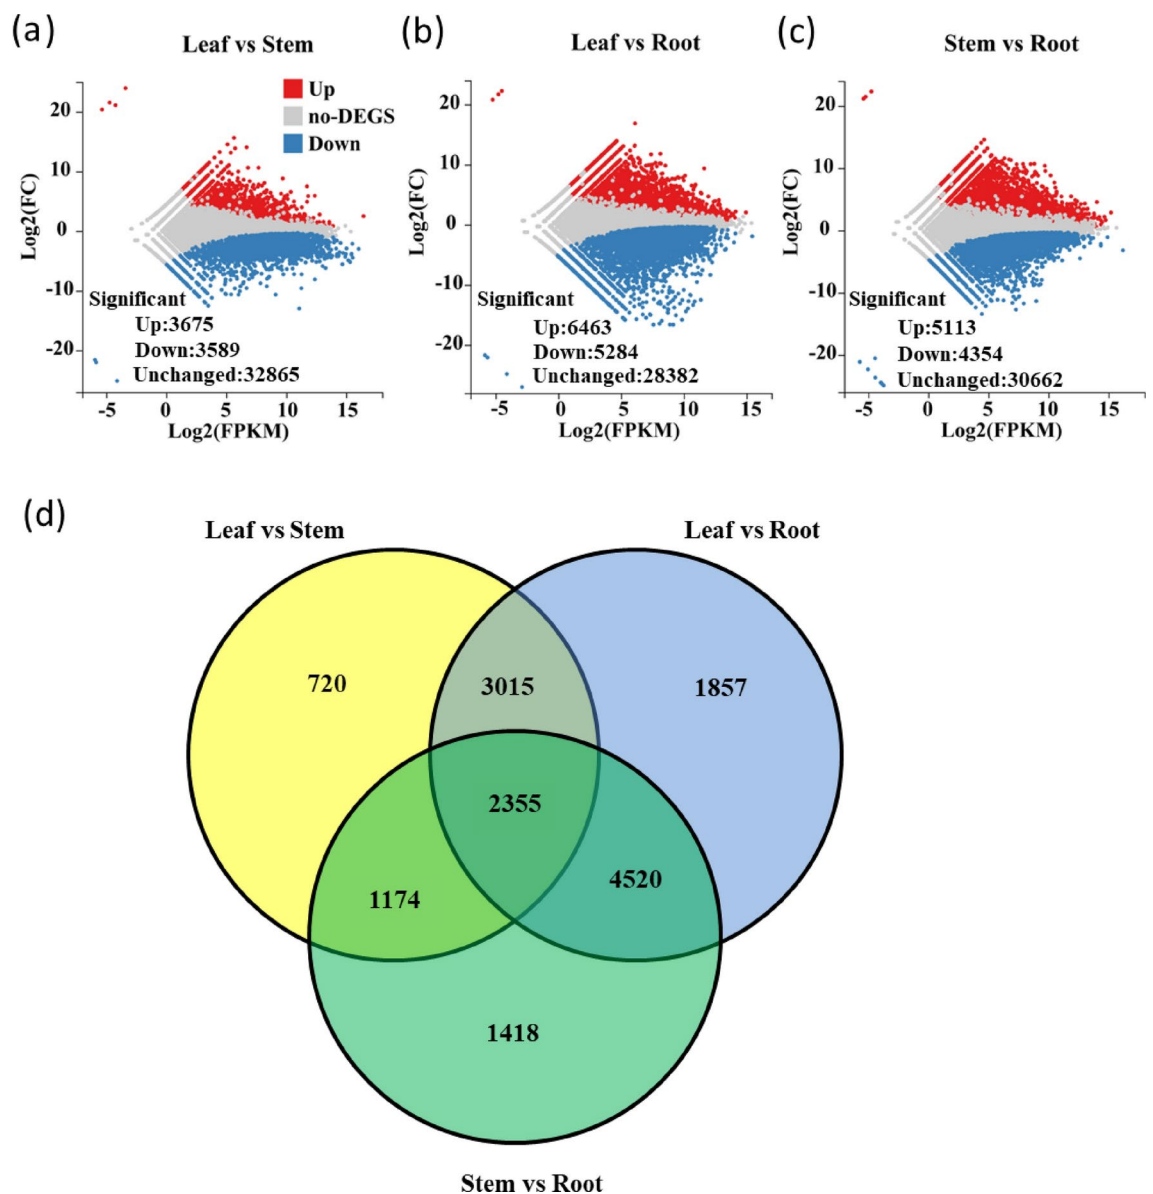 (a)
Leaf vs Stem
Up
no-DEGS
Down
20
10
0
-10
-20
Log2(FC)
Significant
Up:3675
Down:3589
Unchanged:32865
-5 0 5 10 15
Log2(FPKM)
(b)
Leaf vs Root
20
10
0
-10
-20
Log2(FC)
Significant
Up:6463
Down:5284
Unchanged:28382
-5 0 5 10 15
Log2(FPKM)
(c)
Stem vs Root
20
10
0
-10
-20
Log2(FC)
Significant
Up:5113
Down:4354
Unchanged:30662
-5 0 5 10 15
Log2(FPKM)
(d)
Leaf vs Stem
Leaf vs Root
720
3015
1857
2355
1174
4520
1418
Stem vs Root